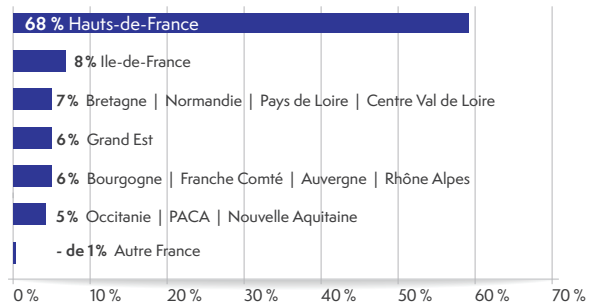 68 % Hauts-de-France
8 % Ile-de-France
7 % Bretagne | Normandie | Pays de Loire | Centre Val de Loire
6 % Grand Est
6 % Bourgogne | Franche Comté | Auvergne | Rhône Alpes
5 % Occitanie | PACA | Nouvelle Aquitaine
- de 1 % Autre France
0 % 10 % 20 % 30 % 40 % 50 % 60 % 70 %